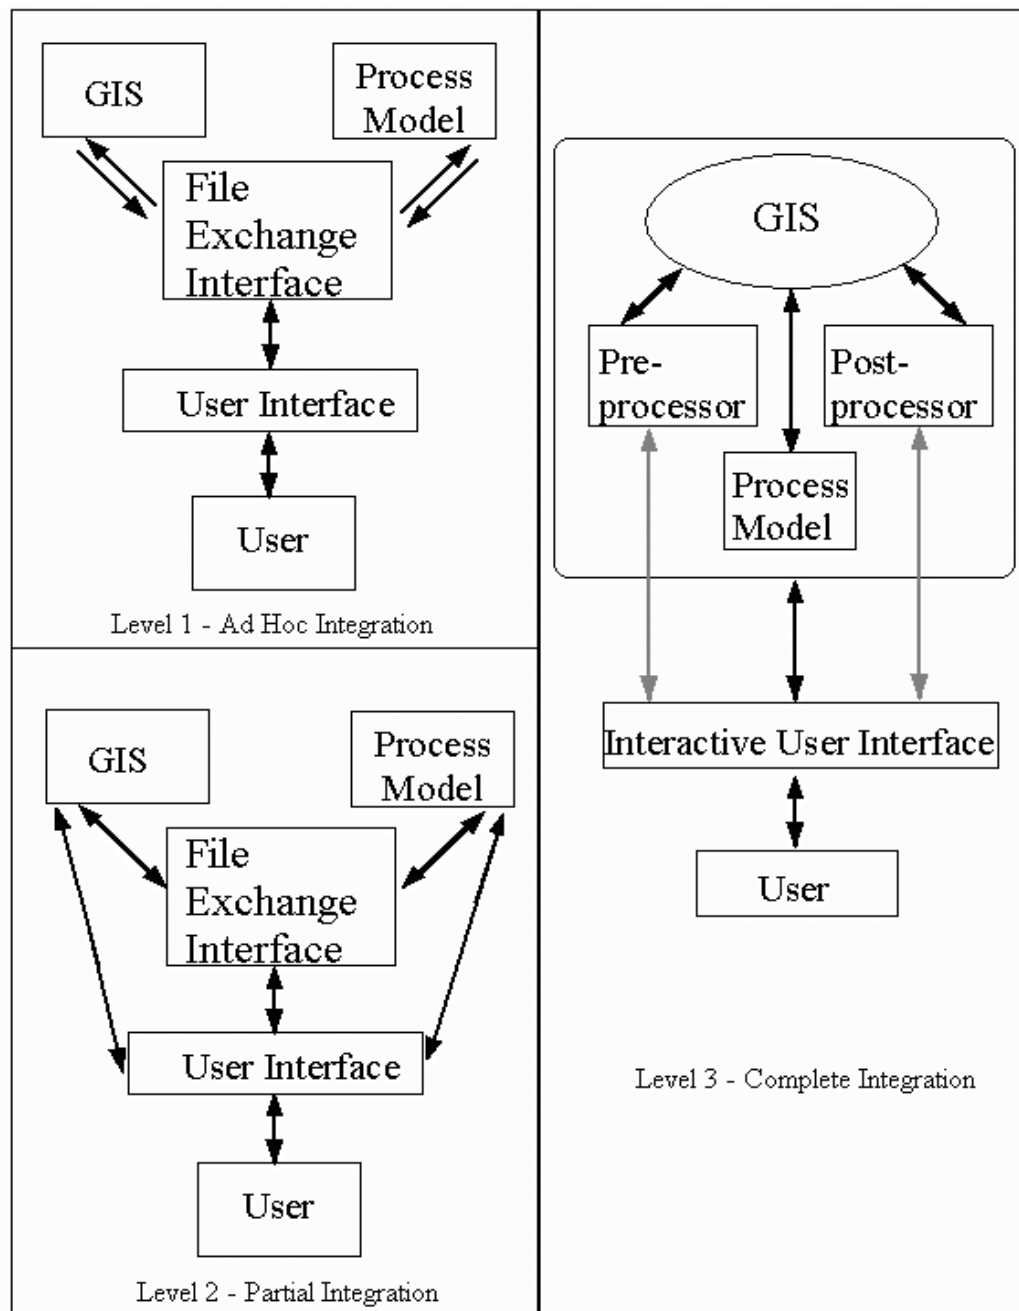 GIS
Process
Model
File
Exchange
Interface
User Interface
User
Level 1 - Ad Hoc Integration
GIS
Process
Model
File
Exchange
Interface
User Interface
User
Level 2 - Partial Integration
GIS
Pre-
processor
Post-
processor
Process
Model
Interactive User Interface
User
Level 3 - Complete Integration